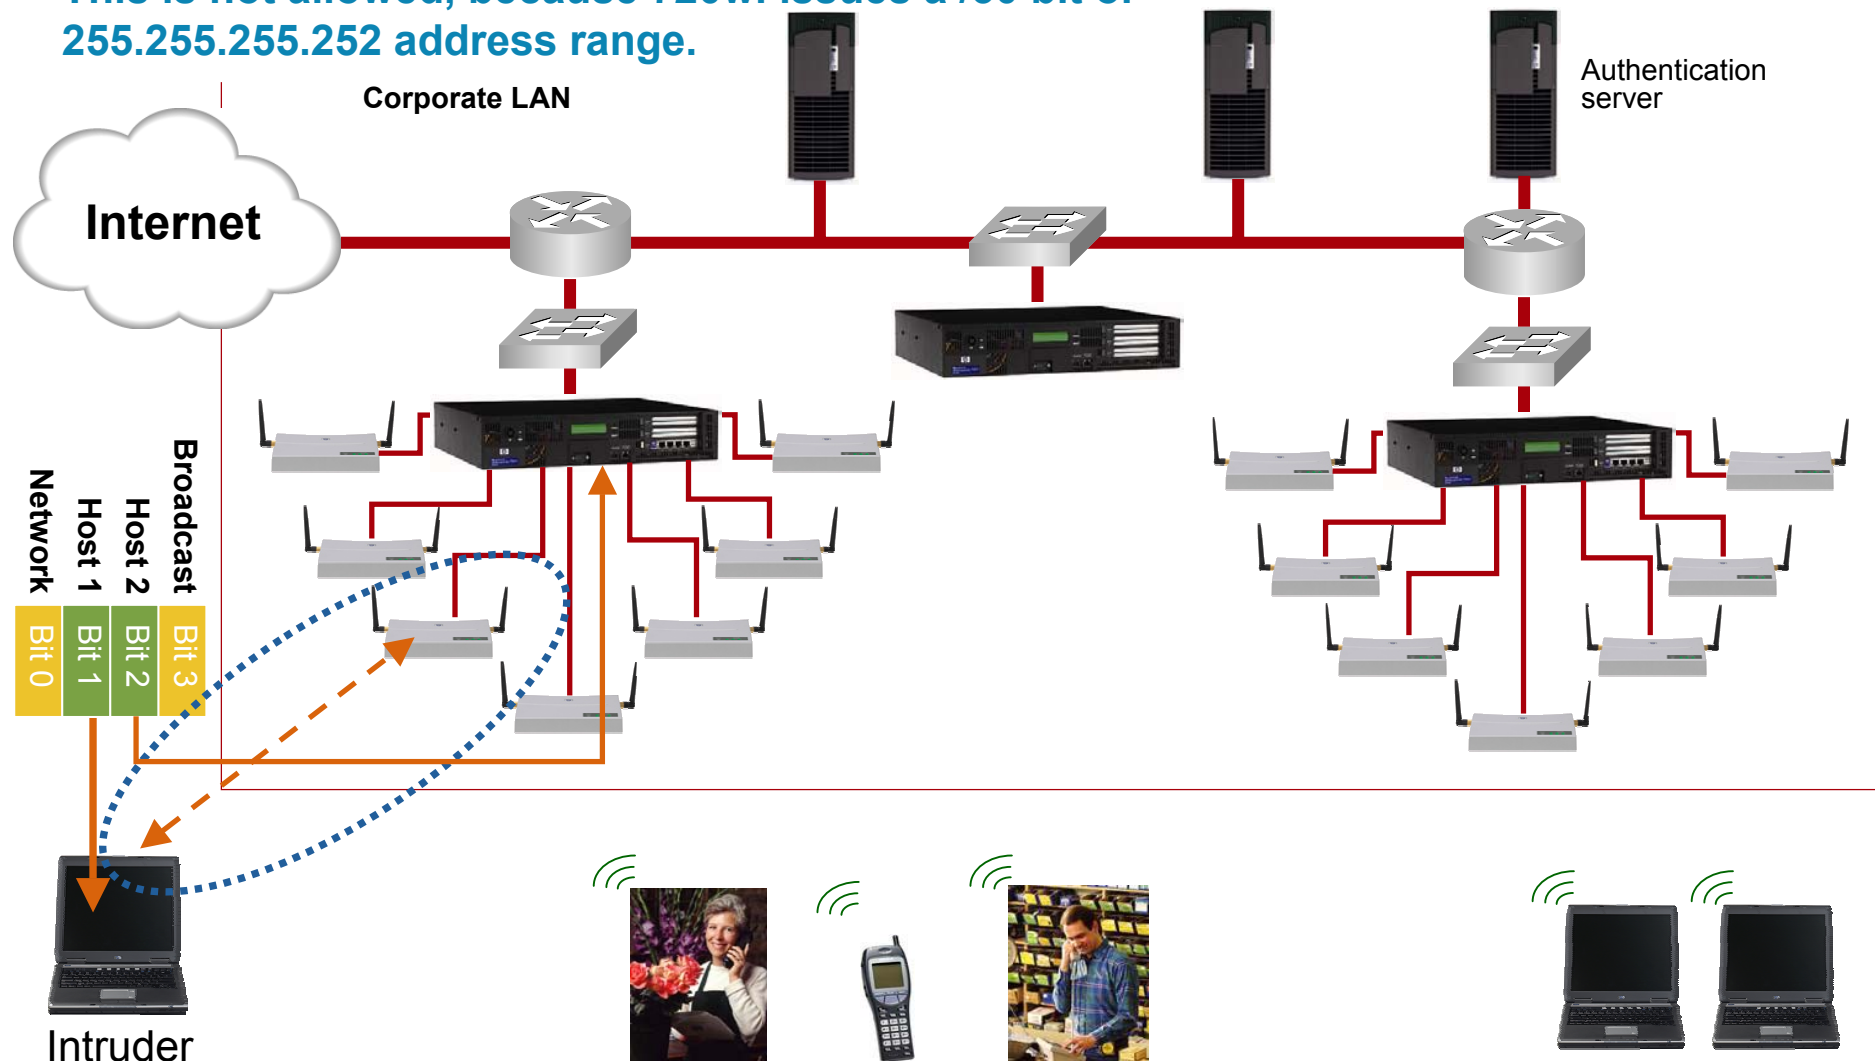 255.255.255.252 address range.
Corporate LAN
Authentication
server
Internet
Network
Host 1
Host 2
Broadcast
Bit 0
Bit 1
Bit 2
Bit 3
Intruder